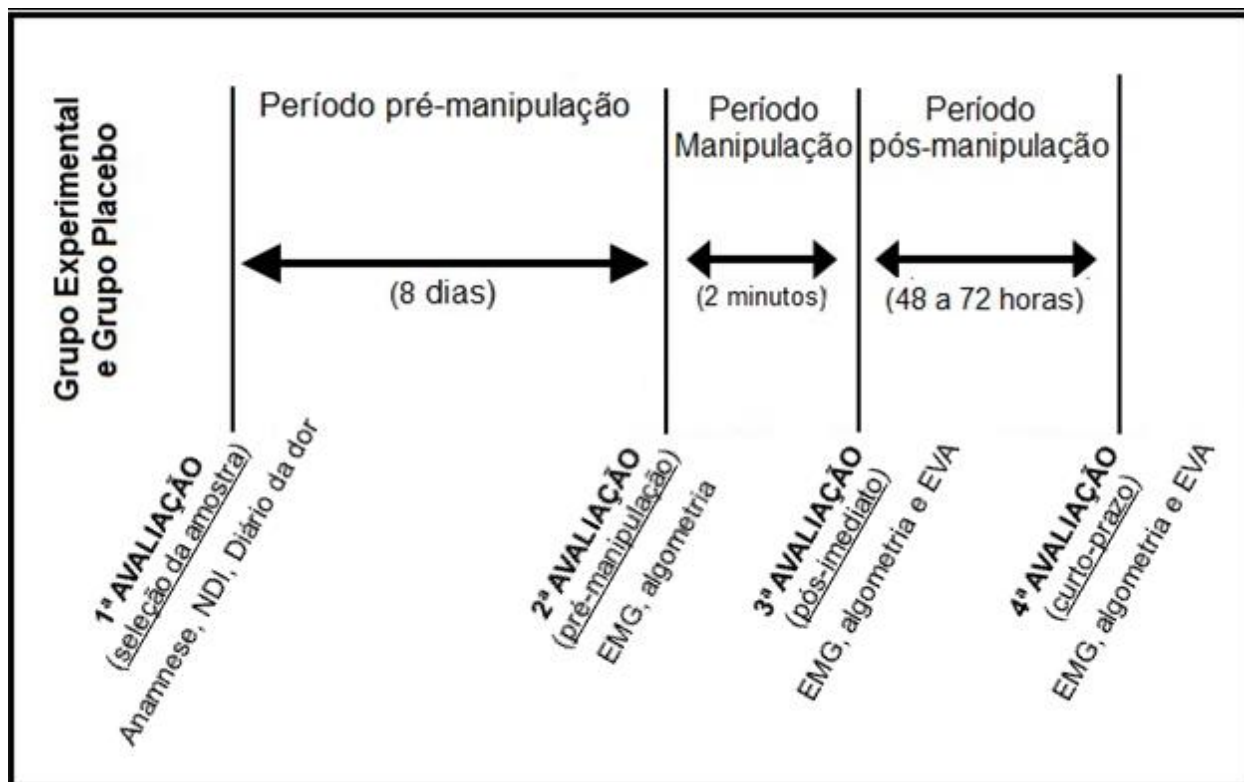 Grupo Experimental
e Grupo Placebo
Período pré-manipulação
(8 dias)
Período
Manipulação
(2 minutos)
Período
pós-manipulação
(48 a 72 horas)
1ª AVALIAÇÃO
(seleção da amostra)
Anamnese, NDI, Diário da dor
2ª AVALIAÇÃO
(pré-manipulação)
EMG, algometria
3ª AVALIAÇÃO
(pós-imediato)
EMG, algometria e EVA
4ª AVALIAÇÃO
(curto-prazo)
EMG, algometria e EVA